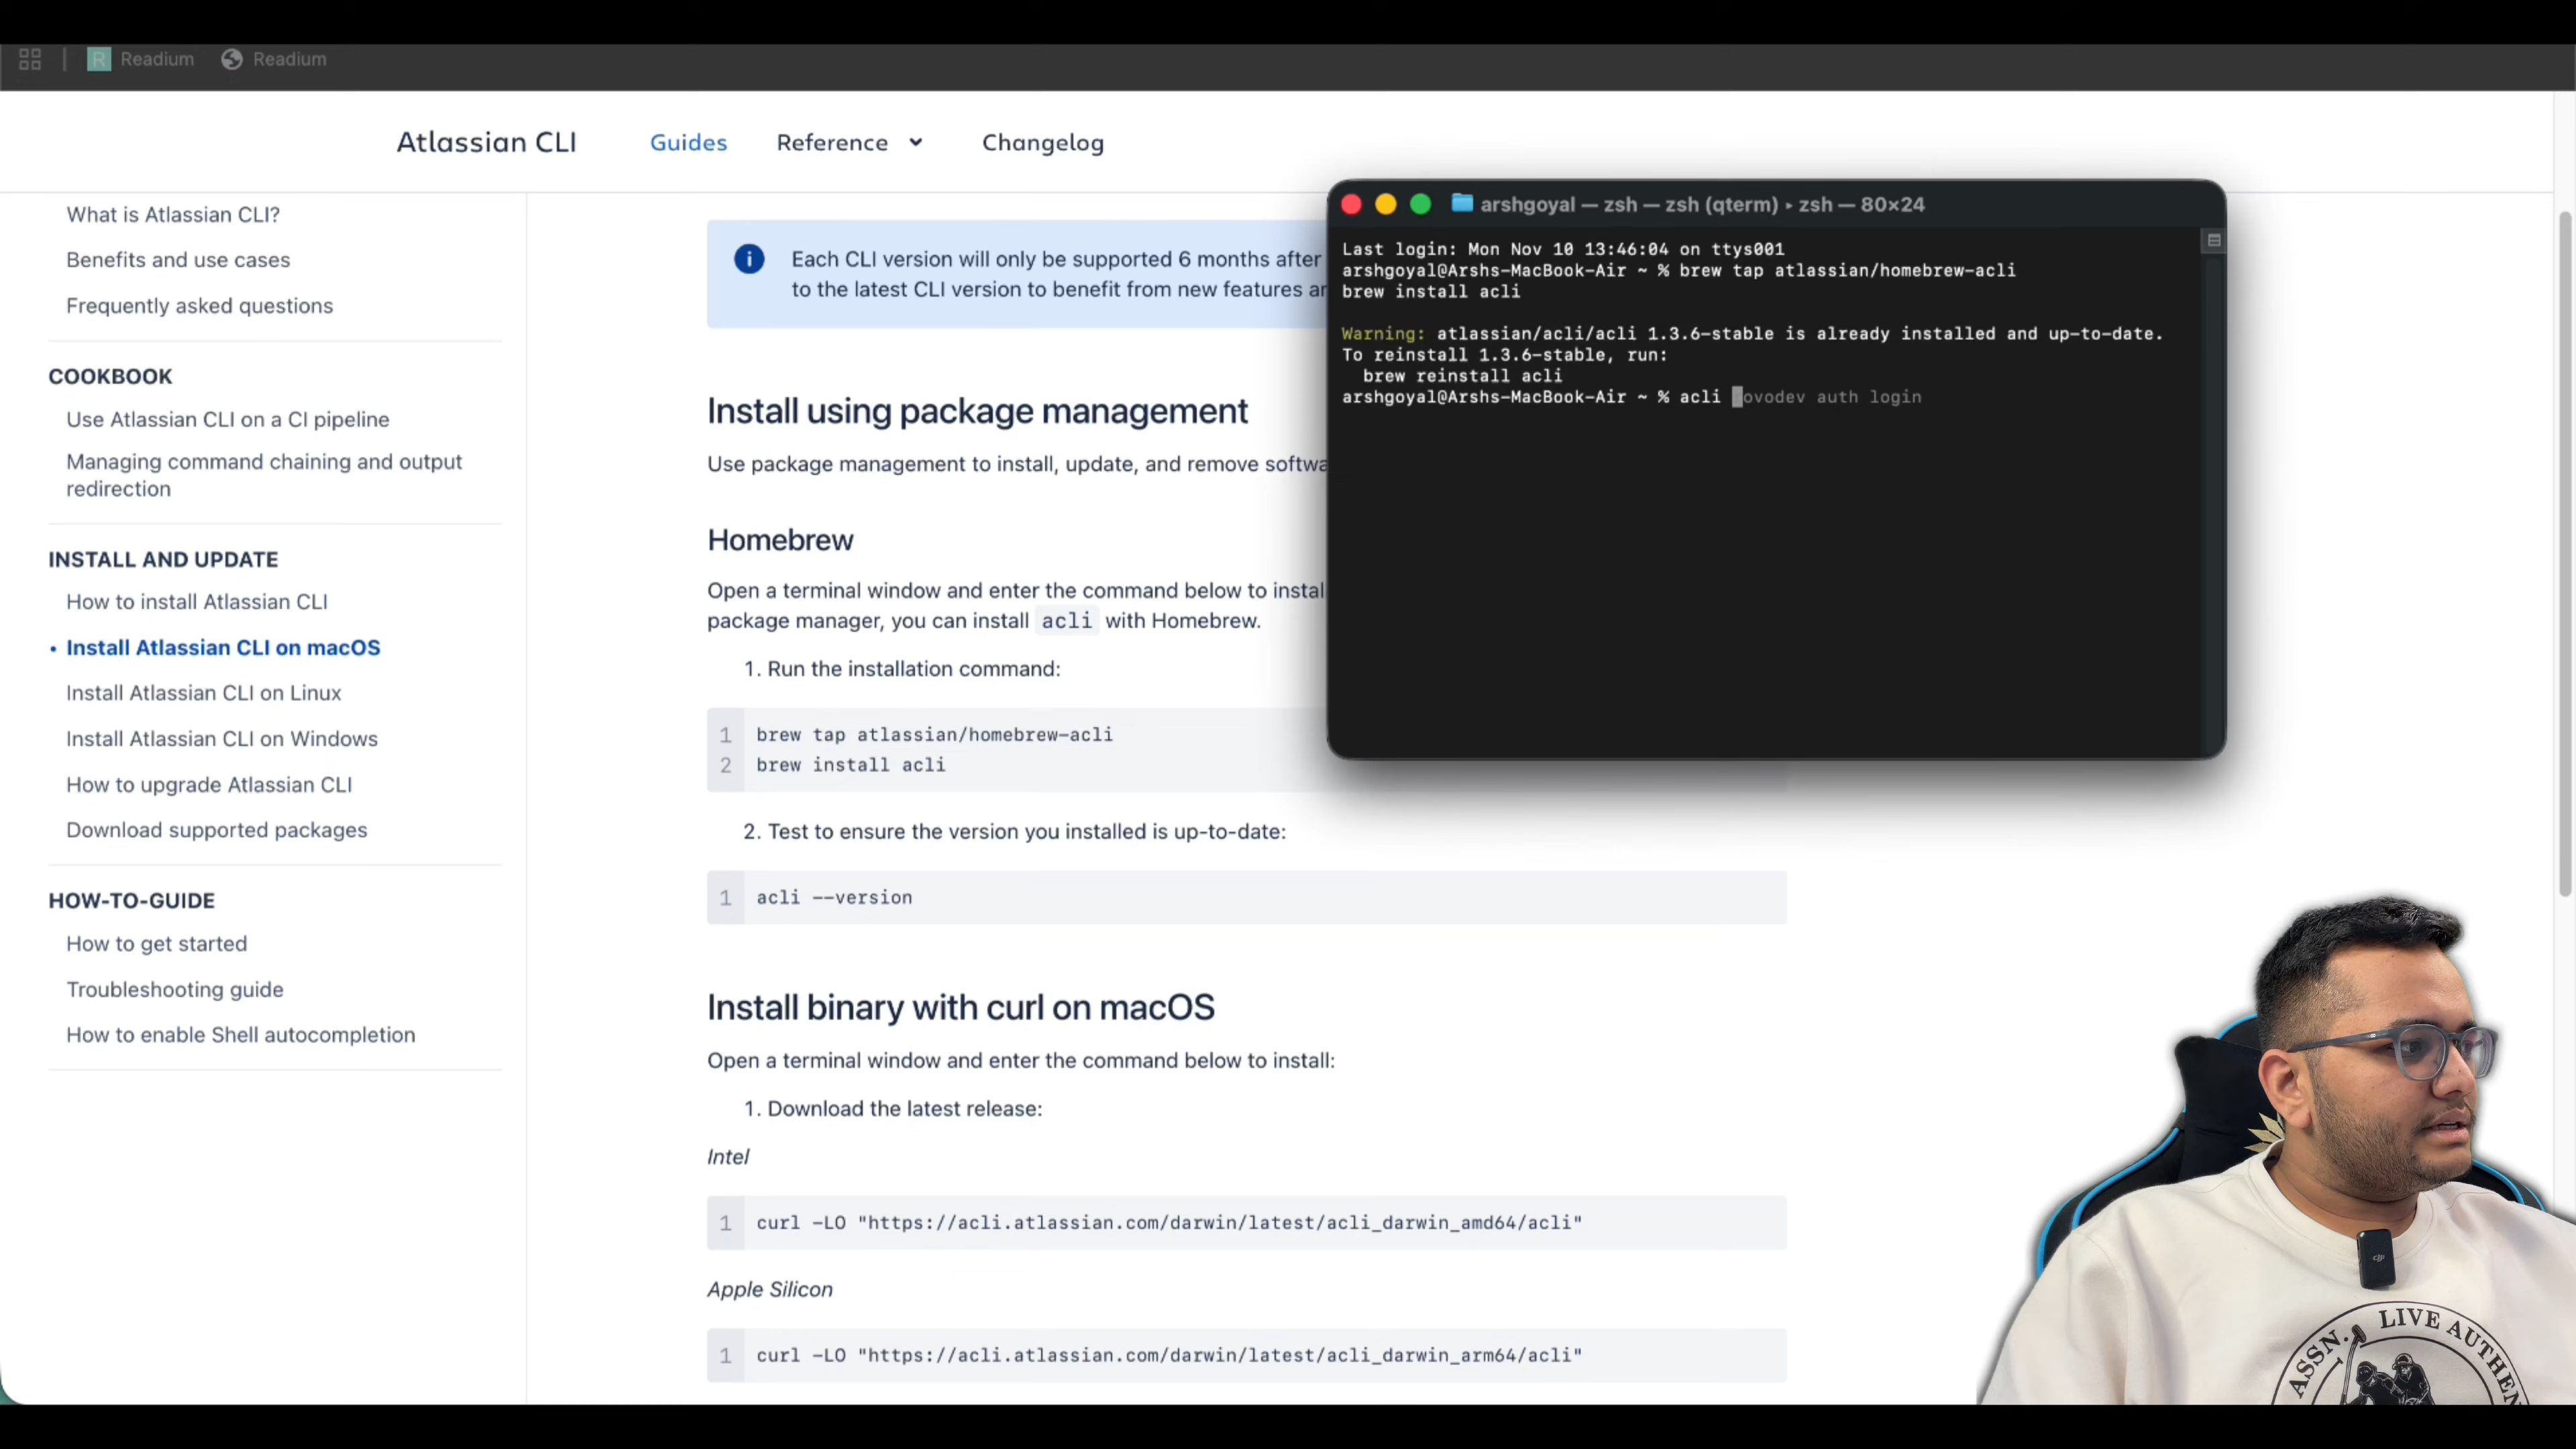 Readium
Readium
Atlassian CLI
Guides
Reference
Changelog
What is Atlassian CLI?
Benefits and use cases
Frequently asked questions
COOKBOOK
Use Atlassian CLI on a CI pipeline
Managing command chaining and output
redirection
INSTALL AND UPDATE
How to install Atlassian CLI
Install Atlassian CLI on macOS
Install Atlassian CLI on Linux
Install Atlassian CLI on Windows
How to upgrade Atlassian CLI
Download supported packages
HOW-TO-GUIDE
How to get started
Troubleshooting guide
How to enable Shell autocompletion
Each CLI version will only be supported 6 months after
to the latest CLI version to benefit from new features
Install using package management
Use package management to install, update, and remove
Homebrew
Open a terminal window and enter the command below to install
package manager, you can install acli with Homebrew.
1. Run the installation command:
1 brew tap atlassian/homebrew-acli
2 brew install acli
2. Test to ensure the version you installed is up-to-date:
1 acli --version
Install binary with curl on macOS
Open a terminal window and enter the command below to install:
1. Download the latest release:
Intel
1 curl -LO "https://acli.atlassian.com/darwin/latest/acli_darwin_amd64/acli"
Apple Silicon
1 curl -LO "https://acli.atlassian.com/darwin/latest/acli_darwin_arm64/acli"
arshgoyal — zsh — zsh (qterm) ▸ zsh — 80×24
Last login: Mon Nov 10 13:46:04 on ttys001
arshgoyal@Arshs-MacBook-Air ~ % brew tap atlassian/homebrew-acli
brew install acli
Warning: atlassian/acli/acli 1.3.6-stable is already installed and up-to-date.
To reinstall 1.3.6-stable, run:
brew reinstall acli
arshgoyal@Arshs-MacBook-Air ~ % acli ovodev auth login
ASSN. LIVE AUTHEN